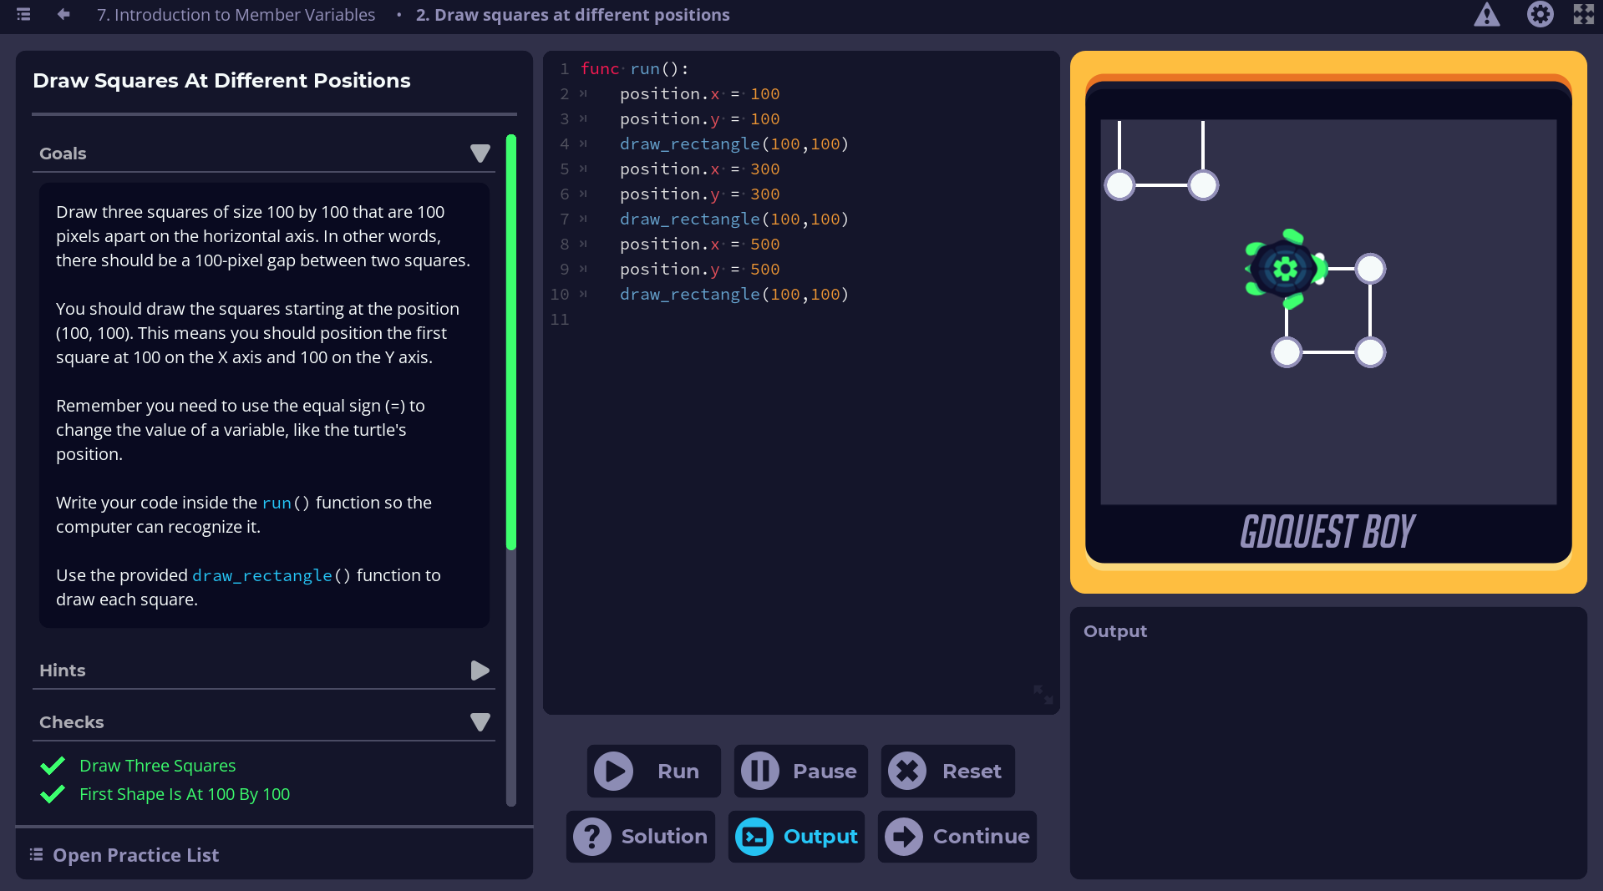 7. Introduction to Member Variables • 2. Draw squares at different positions
Draw Squares At Different Positions
Goals
Draw three squares of size 100 by 100 that are 100
pixels apart on the horizontal axis. In other words,
there should be a 100-pixel gap between two squares.
You should draw the squares starting at the position
(100, 100). This means you should position the first
square at 100 on the X axis and 100 on the Y axis.
Remember you need to use the equal sign (=) to
change the value of a variable, like the turtle's
position.
Write your code inside the run() function so the
computer can recognize it.
Use the provided draw_rectangle() function to
draw each square.
Hints
Checks
Draw Three Squares
First Shape Is At 100 By 100
Open Practice List
1 func run():
2 position.x = 100
3 position.y = 100
4 draw_rectangle(100,100)
5 position.x = 300
6 position.y = 300
7 draw_rectangle(100,100)
8 position.x = 500
9 position.y = 500
10 draw_rectangle(100,100)
11
Run
Pause
Reset
Solution
Output
Continue
GDQUEST BOY
Output